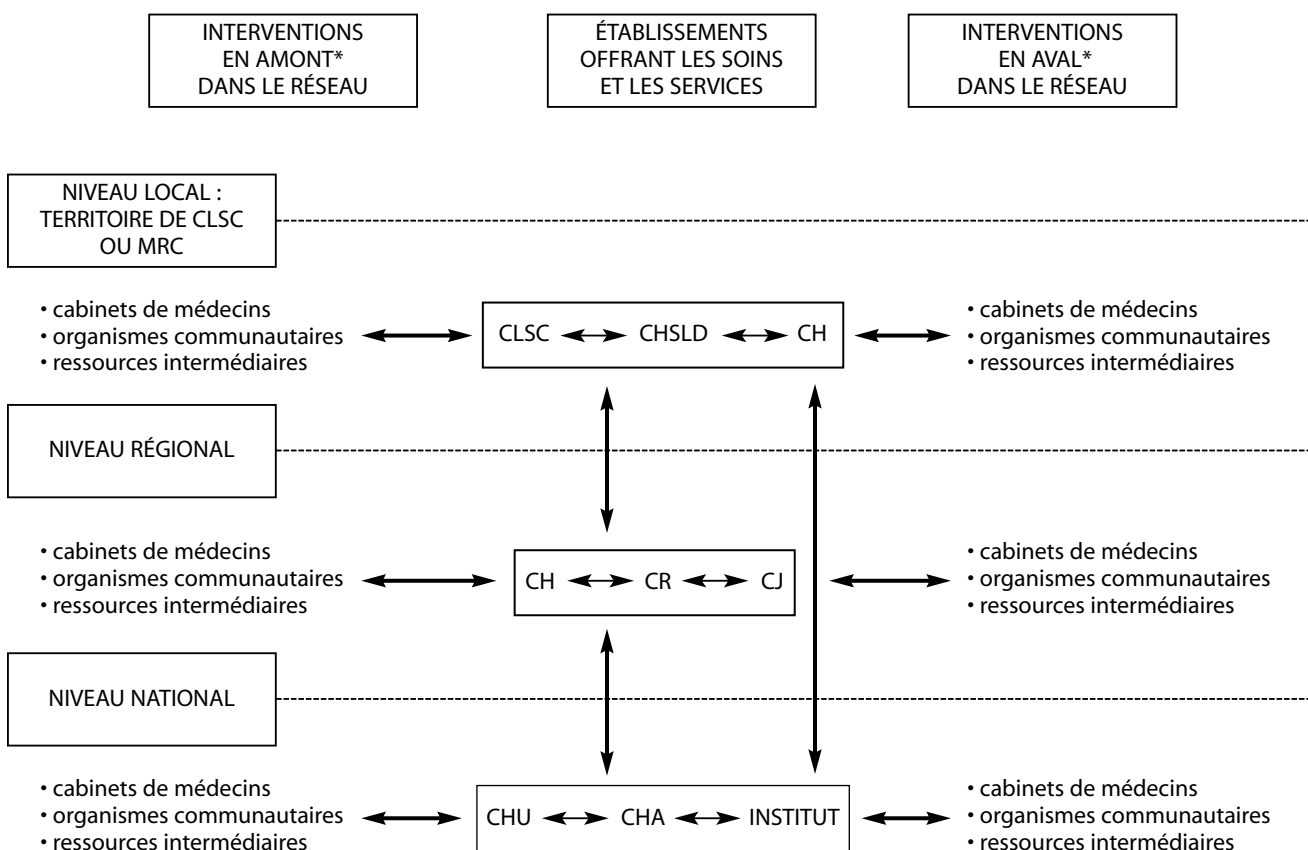 INTERVENTIONS
EN AMONT*
DANS LE RÉSEAU
ÉTABLISSEMENTS
OFFRANT LES SOINS
ET LES SERVICES
INTERVENTIONS
EN AVAL*
DANS LE RÉSEAU
NIVEAU LOCAL :
TERRITOIRE DE CLSC
OU MRC
• cabinets de médecins
• organismes communautaires
• ressources intermédiaires
CLSC CHSLD CH
• cabinets de médecins
• organismes communautaires
• ressources intermédiaires
NIVEAU RÉGIONAL
• cabinets de médecins
• organismes communautaires
• ressources intermédiaires
CH CR CJ
• cabinets de médecins
• organismes communautaires
• ressources intermédiaires
NIVEAU NATIONAL
• cabinets de médecins
• organismes communautaires
• ressources intermédiaires
CHU CHA INSTITUT
• cabinets de médecins
• organismes communautaires
• ressources intermédiaires